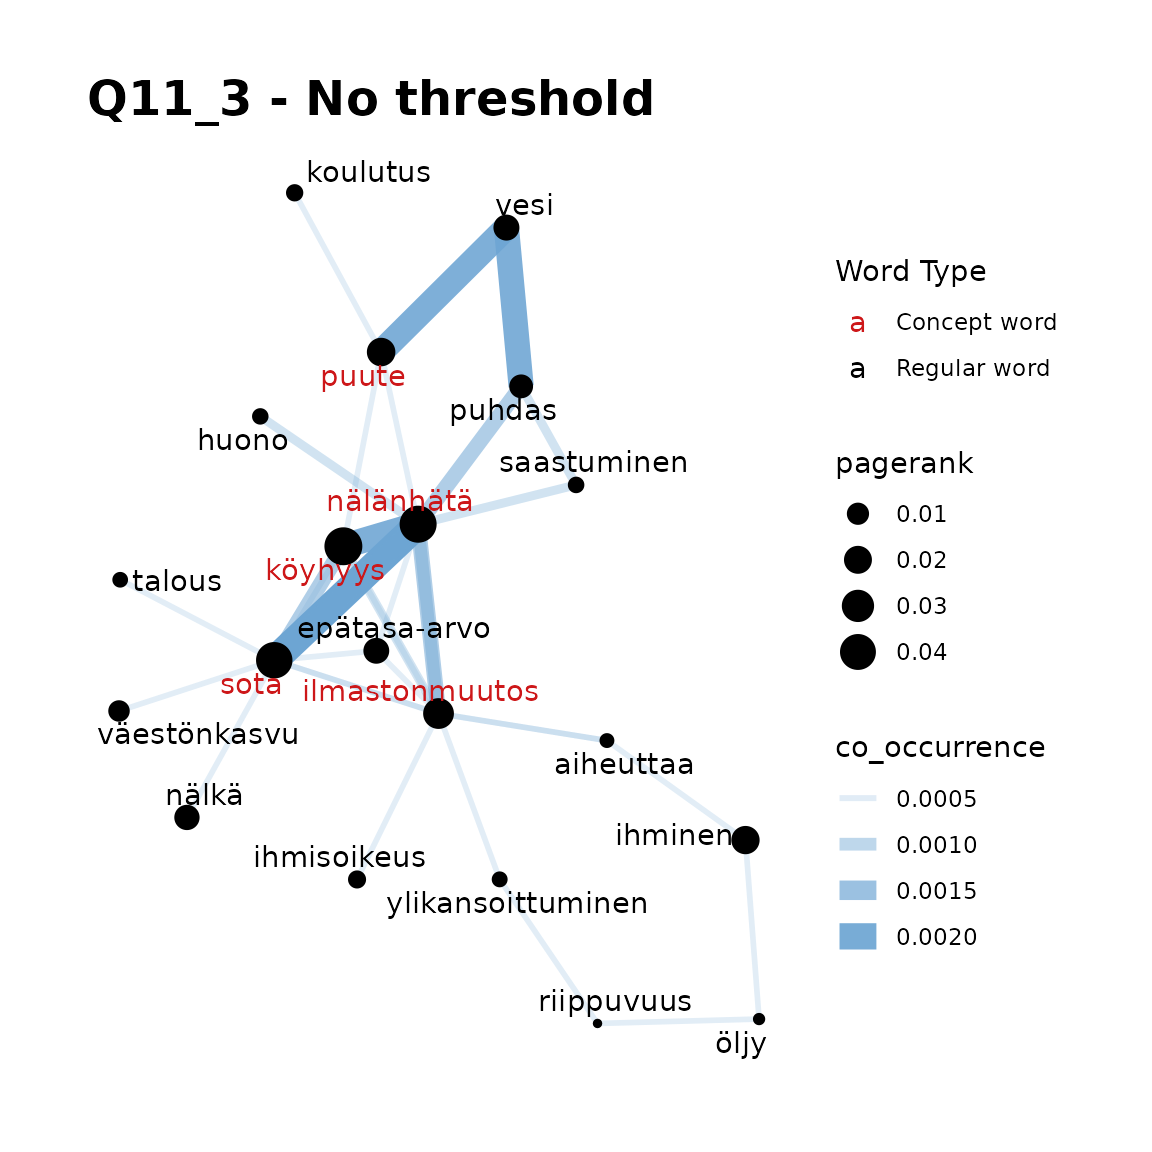 Q11_3 - No threshold
koulutus
vesi
puute
puhdas
huono
saastuminen
nälänhätä
köyhyys
talous
epätasa-arvo
sota
ilmastonmuutos
väestönkasvu
aiheuttaa
nälkä
ihminen
ihmisoikeus
ylikansoittuminen
riippuvuus
öljy
Word Type
a Concept word
a Regular word
pagerank
0.01
0.02
0.03
0.04
co_occurrence
0.0005
0.0010
0.0015
0.0020